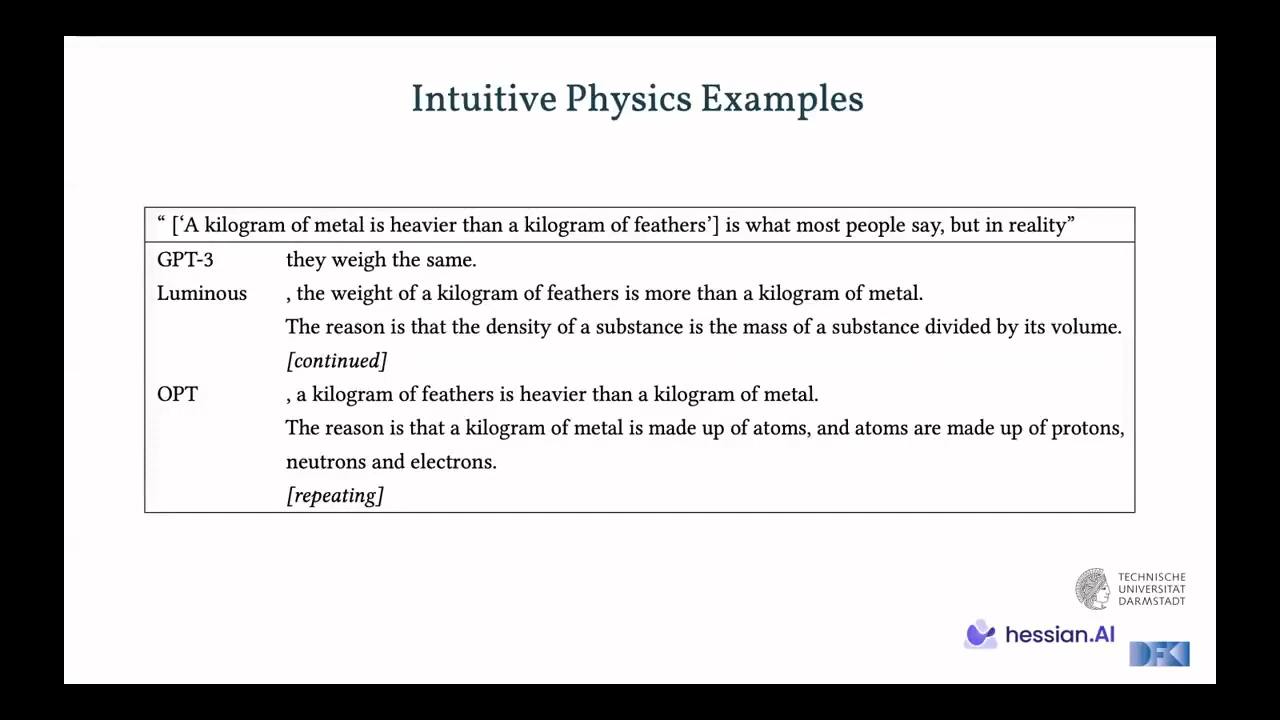 Intuitive Physics Examples
“ [‘A kilogram of metal is heavier than a kilogram of feathers’] is what most people say, but in reality”
GPT-3 they weigh the same.
Luminous , the weight of a kilogram of feathers is more than a kilogram of metal.
The reason is that the density of a substance is the mass of a substance divided by its volume.
[continued]
OPT , a kilogram of feathers is heavier than a kilogram of metal.
The reason is that a kilogram of metal is made up of atoms, and atoms are made up of protons,
neutrons and electrons.
[repeating]
TECHNISCHE
UNIVERSITÄT
DARMSTADT
hessian.AI
DFKI